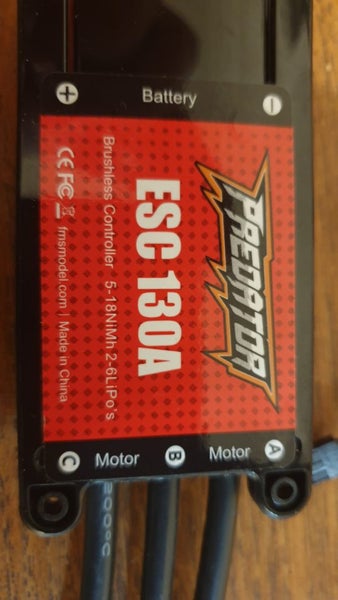 + Battery -
PREDATOR
ESC 130A
Brushless Controller 5-18NiMh 2-6LiPo's
CE FC fmsmodel.com | Made in China
A Motor B Motor C
200°C